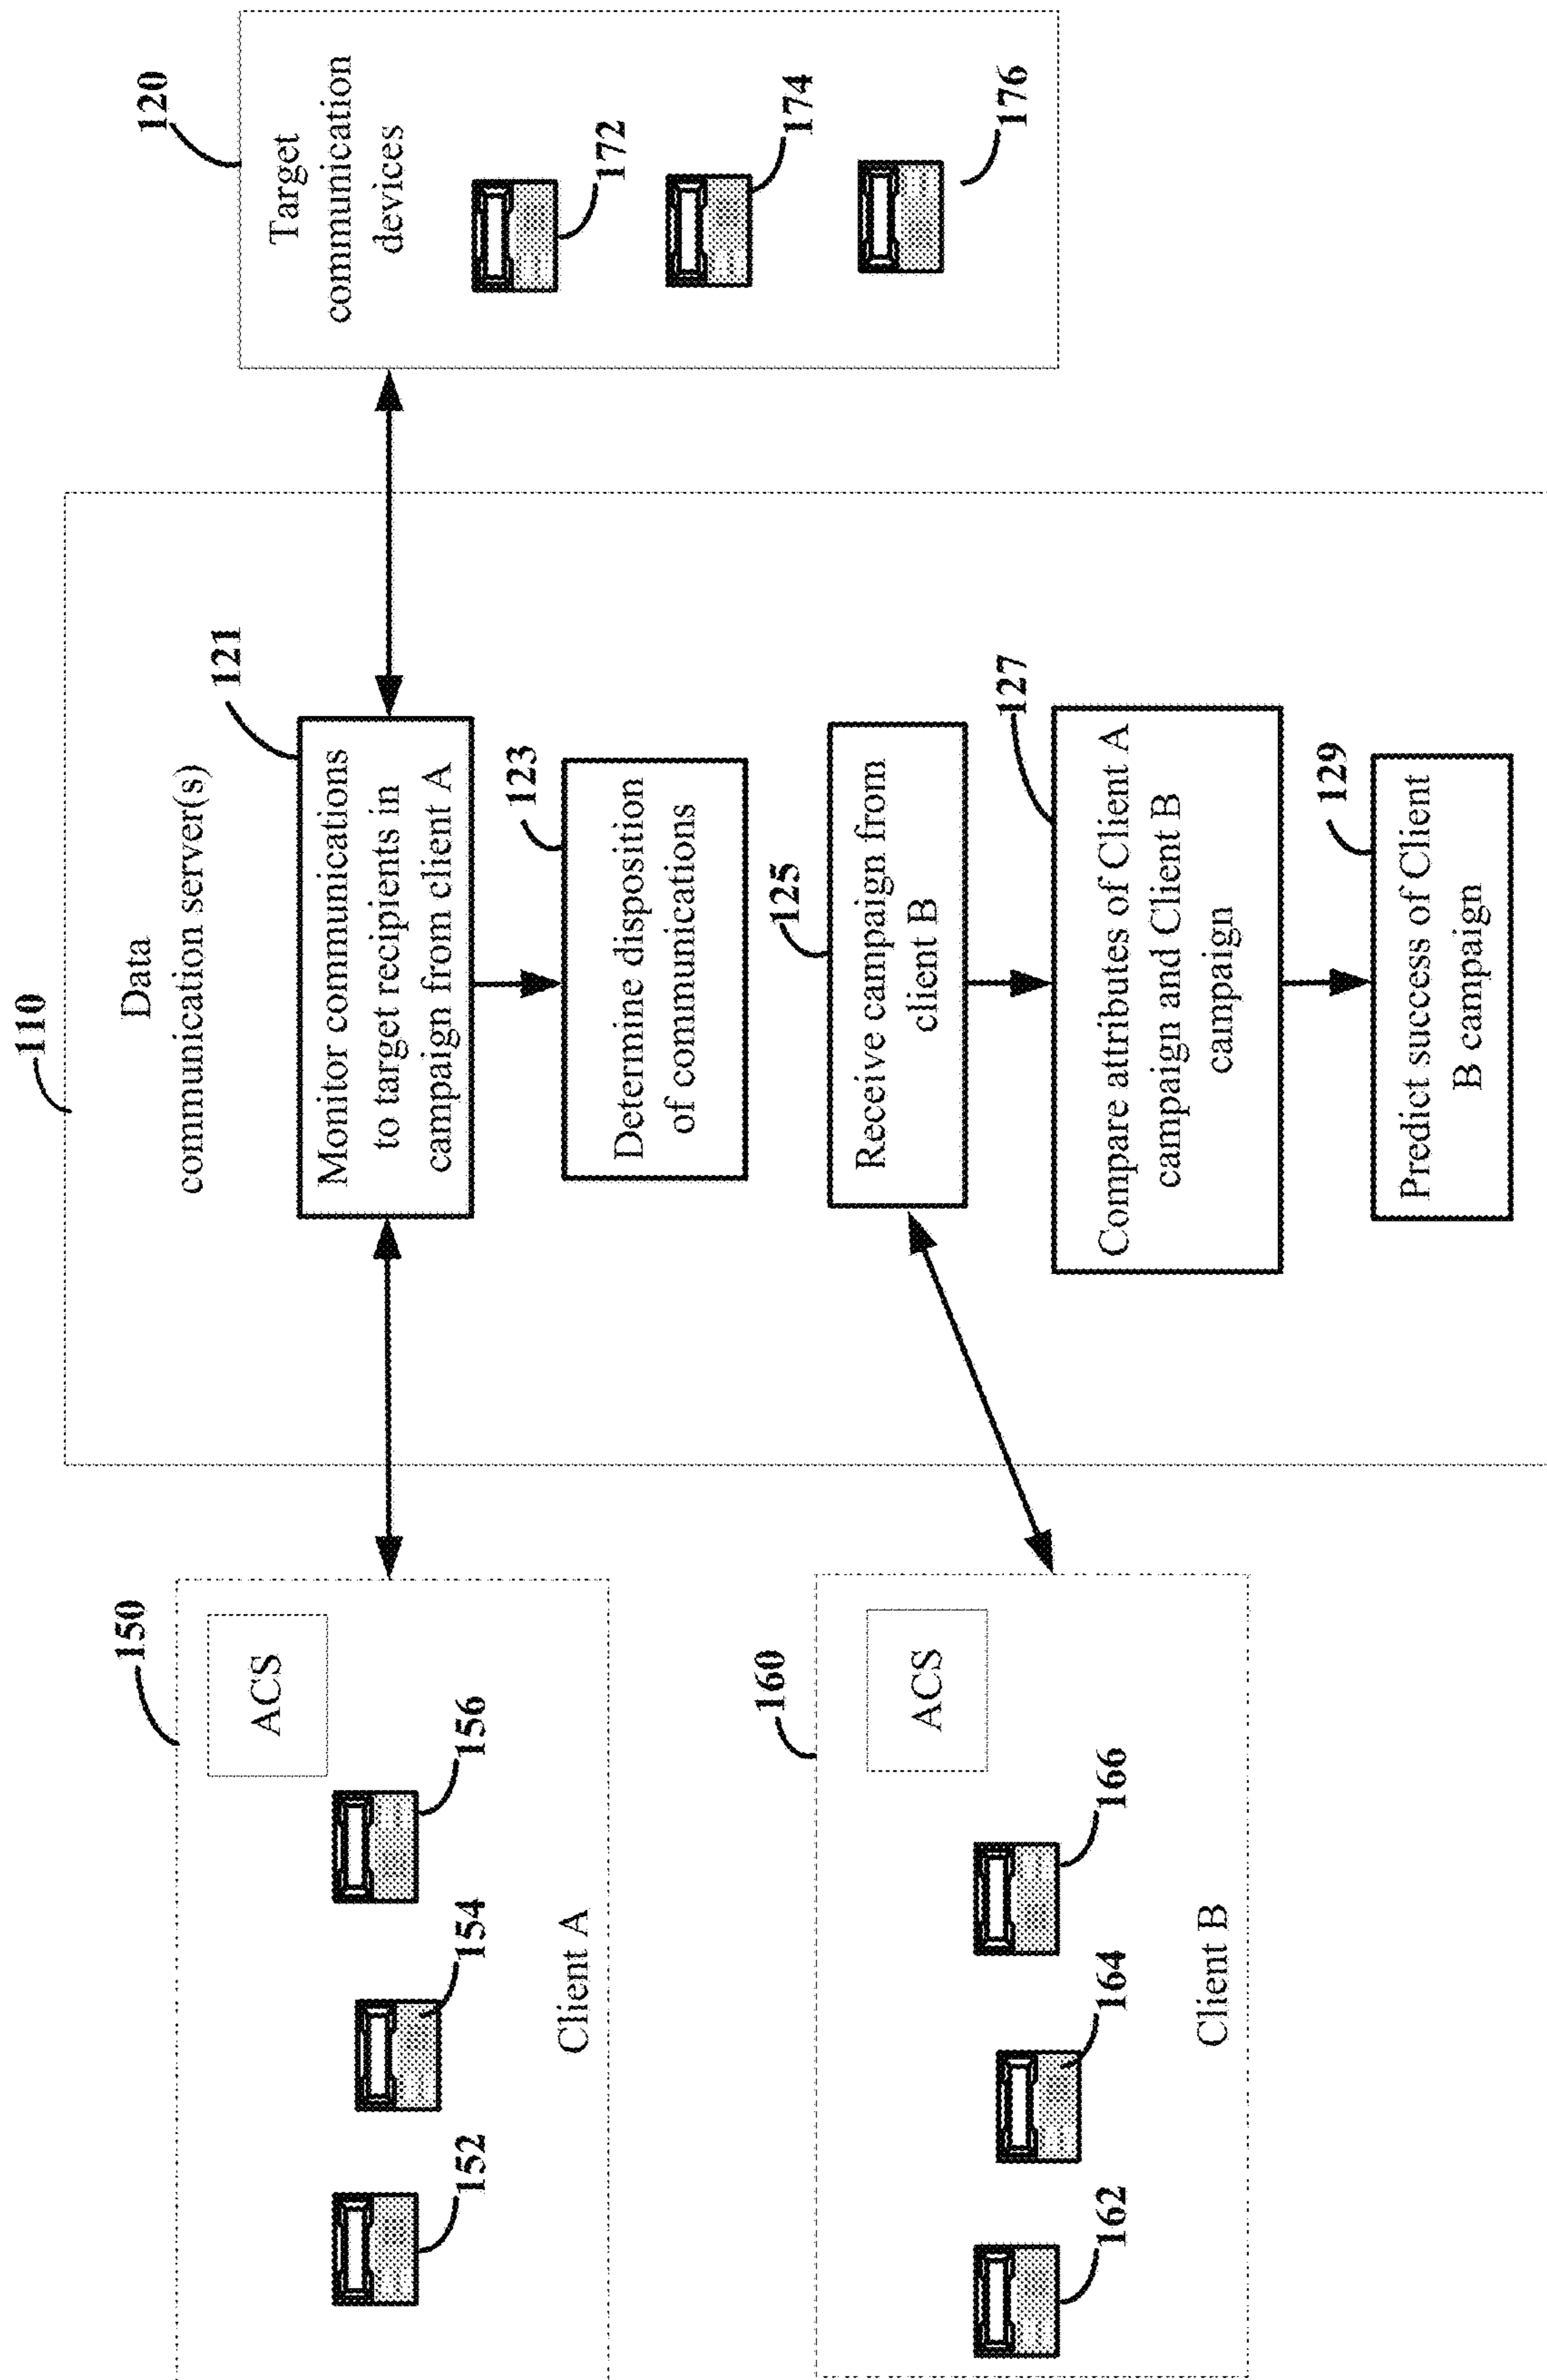 110
120
Data
communication server(s)
Target
communication
devices
150
121
ACS
Monitor communications
to target recipients in
campaign from client A
172
152
154
156
123
174
Client A
Determine disposition
of communications
176
160
125
ACS
Receive campaign from
client B
162
164
166
127
Client B
Compare attributes of Client A
campaign and Client B
campaign
129
Predict success of Client
B campaign